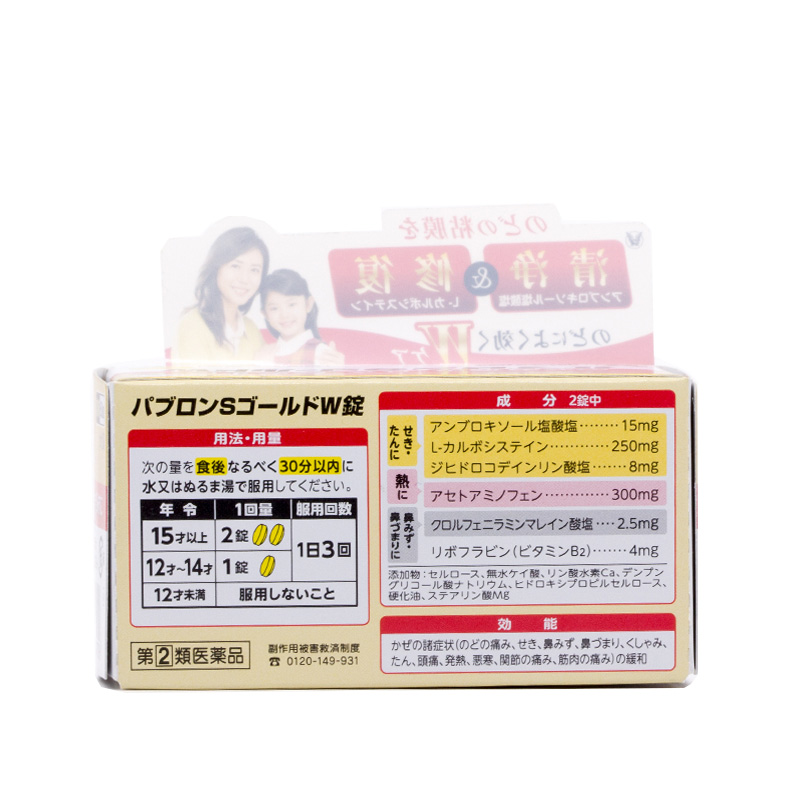 のどの粘膜を
清浄 & 修復
アンブロキソール塩酸塩 L-カルボシステイン
のどによく効く Wケア
パブロンSゴールドW錠
用法・用量
次の量を食後なるべく30分以内に
水又はぬるま湯で服用してください。
年令 1回量 服用回数
15才以上 2錠 1日3回
12才～14才 1錠
12才未満 服用しないこと
第②類医薬品
副作用被害救済制度
☎ 0120-149-931
成分 2錠中
せき・たんに
アンブロキソール塩酸塩……15mg
L-カルボシステイン………250mg
ジヒドロコデインリン酸塩……8mg
熱に
アセトアミノフェン…………300mg
鼻みず・鼻づまりに
クロルフェニラミンマレイン酸塩……2.5mg
リボフラビン(ビタミンB2)……4mg
添加物:セルロース、無水ケイ酸、リン酸水素Ca、デンプン
グリコール酸ナトリウム、ヒドロキシプロピルセルロース、
硬化油、ステアリン酸Mg
効能
かぜの諸症状(のどの痛み、せき、鼻みず、鼻づまり、くしゃみ、
たん、頭痛、発熱、悪寒、関節の痛み、筋肉の痛み)の緩和